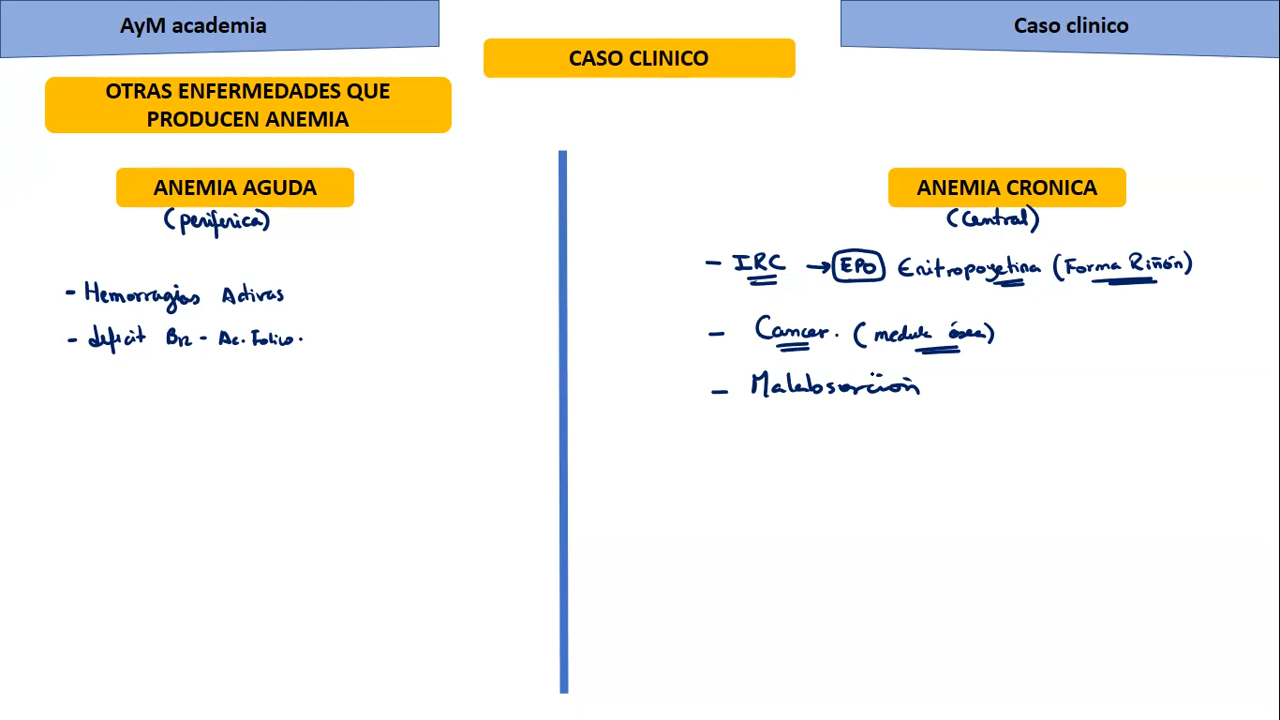 AyM academia
Caso clinico
CASO CLINICO
OTRAS ENFERMEDADES QUE
PRODUCEN ANEMIA
ANEMIA AGUDA
(periferica)
- Hemorragias Activas
- deficit B12 - Ac. Folico.
ANEMIA CRONICA
(Central)
- IRC → EPO Eritropoyetina (Forma Riñón)
- Cancer. (medula ósea)
- Malabsorción